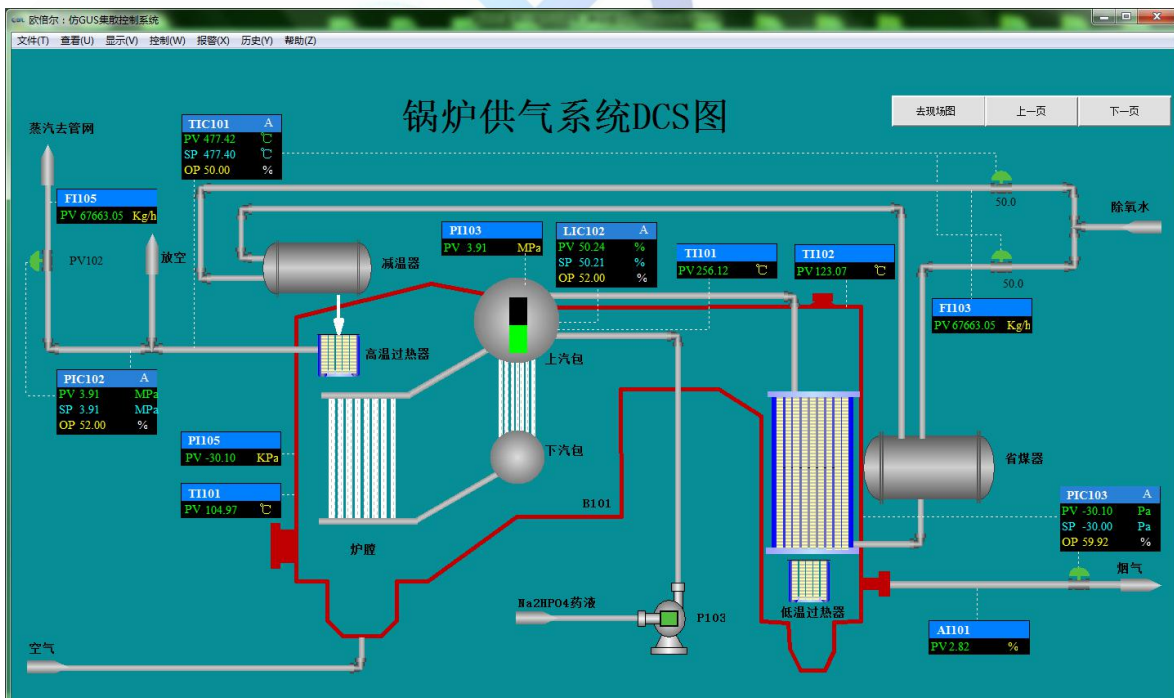 欧倍尔：仿GUS集散控制系统
文件(T) 查看(U) 显示(V) 控制(W) 报警(X) 历史(Y) 帮助(Z)
锅炉供气系统DCS图
去现场图 上一页 下一页
蒸汽去管网
TIC101 A
PV 477.42 ℃
SP 477.40 ℃
OP 50.00 %
FI105
PV 67663.05 Kg/h
PV102
放空
减温器
PI103
PV 3.91 MPa
LIC102 A
PV 50.24 %
SP 50.21 %
OP 52.00 %
TI101
PV 256.12 ℃
TI102
PV 123.07 ℃
50.0
除氧水
50.0
FI103
PV 67663.05 Kg/h
高温过热器
上汽包
PIC102 A
PV 3.91 MPa
SP 3.91 MPa
OP 52.00 %
PI105
PV -30.10 KPa
下汽包
省煤器
TI101
PV 104.97 ℃
B101
PIC103 A
PV -30.10 Pa
SP -30.00 Pa
OP 59.92 %
炉膛
烟气
Na2HPO4药液
P103
低温过热器
AI101
PV 2.82 %
空气